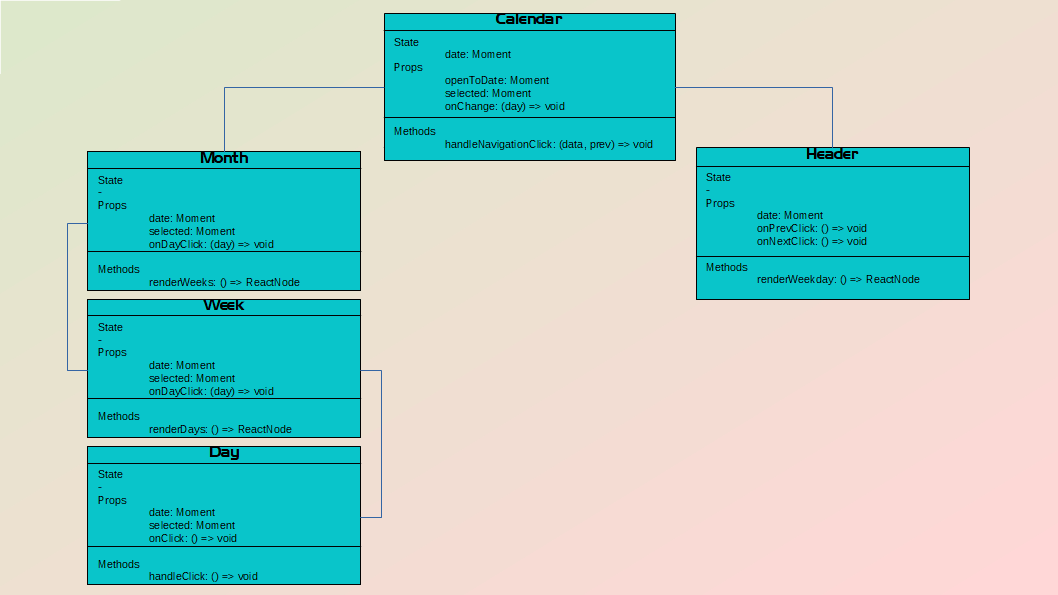 Calendar
State
date: Moment
Props
openToDate: Moment
selected: Moment
onChange: (day) => void
Methods
handleNavigationClick: (data, prev) => void
Month
State
-
Props
date: Moment
selected: Moment
onDayClick: (day) => void
Methods
renderWeeks: () => ReactNode
Header
State
-
Props
date: Moment
onPrevClick: () => void
onNextClick: () => void
Methods
renderWeekday: () => ReactNode
Week
State
-
Props
date: Moment
selected: Moment
onDayClick: (day) => void
Methods
renderDays: () => ReactNode
Day
State
-
Props
date: Moment
selected: Moment
onClick: () => void
Methods
handleClick: () => void